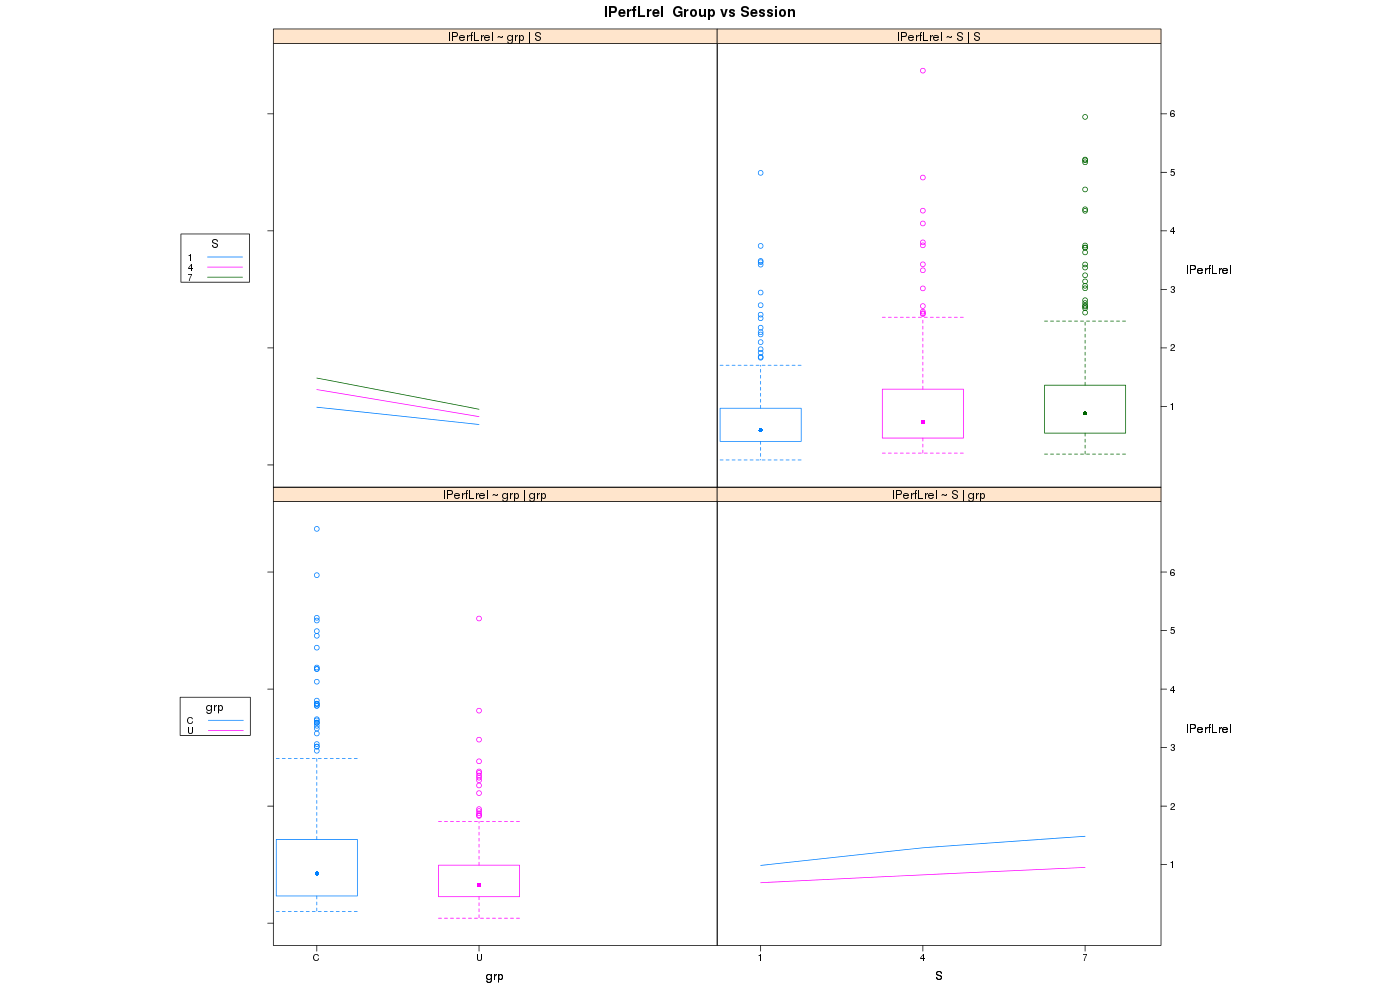 lPerfLrel  Group vs Session
lPerfLrel ~ grp | S
lPerfLrel ~ S | S
6
5
4
3
2
1
lPerfLrel
S
1
4
7
lPerfLrel ~ grp | grp
lPerfLrel ~ S | grp
6
5
4
3
2
1
lPerfLrel
grp
C
U
C
U
grp
1
4
7
S